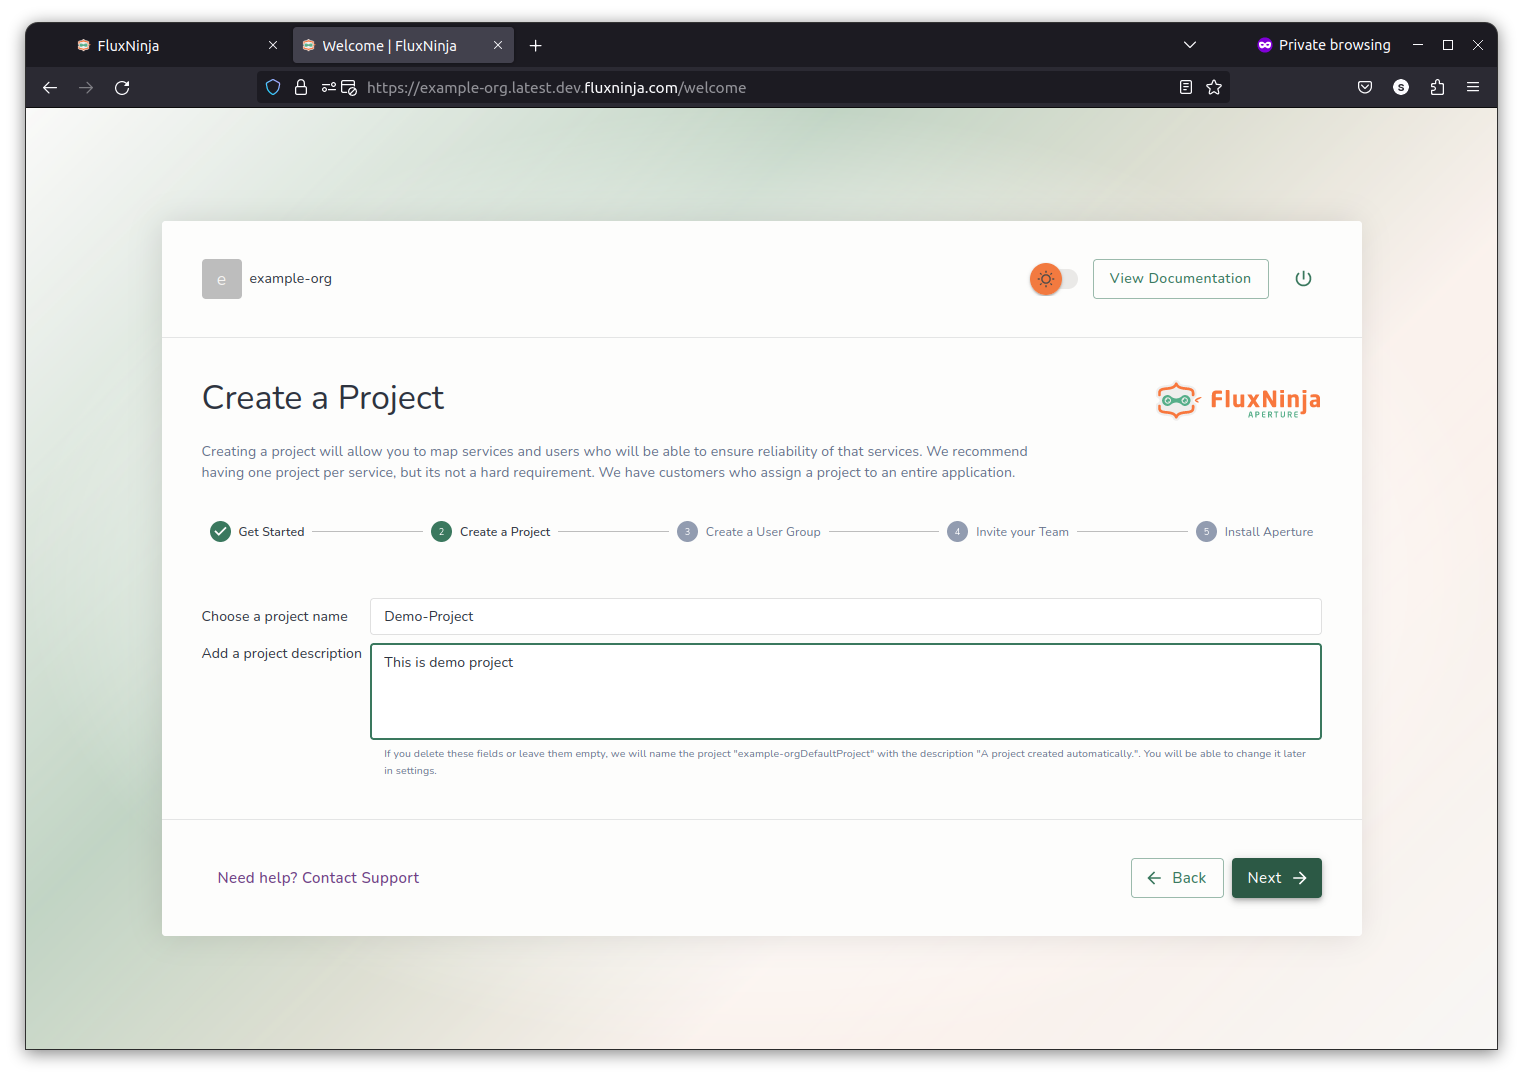 FluxNinja
Welcome | FluxNinja
Private browsing
https://example-org.latest.dev.fluxninja.com/welcome
S
e
example-org
View Documentation
Create a Project
FluxNinja
APERTURE
Creating a project will allow you to map services and users who will be able to ensure reliability of that services. We recommend
having one project per service, but its not a hard requirement. We have customers who assign a project to an entire application.
Get Started
2 Create a Project
3 Create a User Group
4 Invite your Team
5 Install Aperture
Choose a project name
Demo-Project
Add a project description
This is demo project
If you delete these fields or leave them empty, we will name the project "example-orgDefaultProject" with the description "A project created automatically.". You will be able to change it later
in settings.
Need help? Contact Support
Back
Next